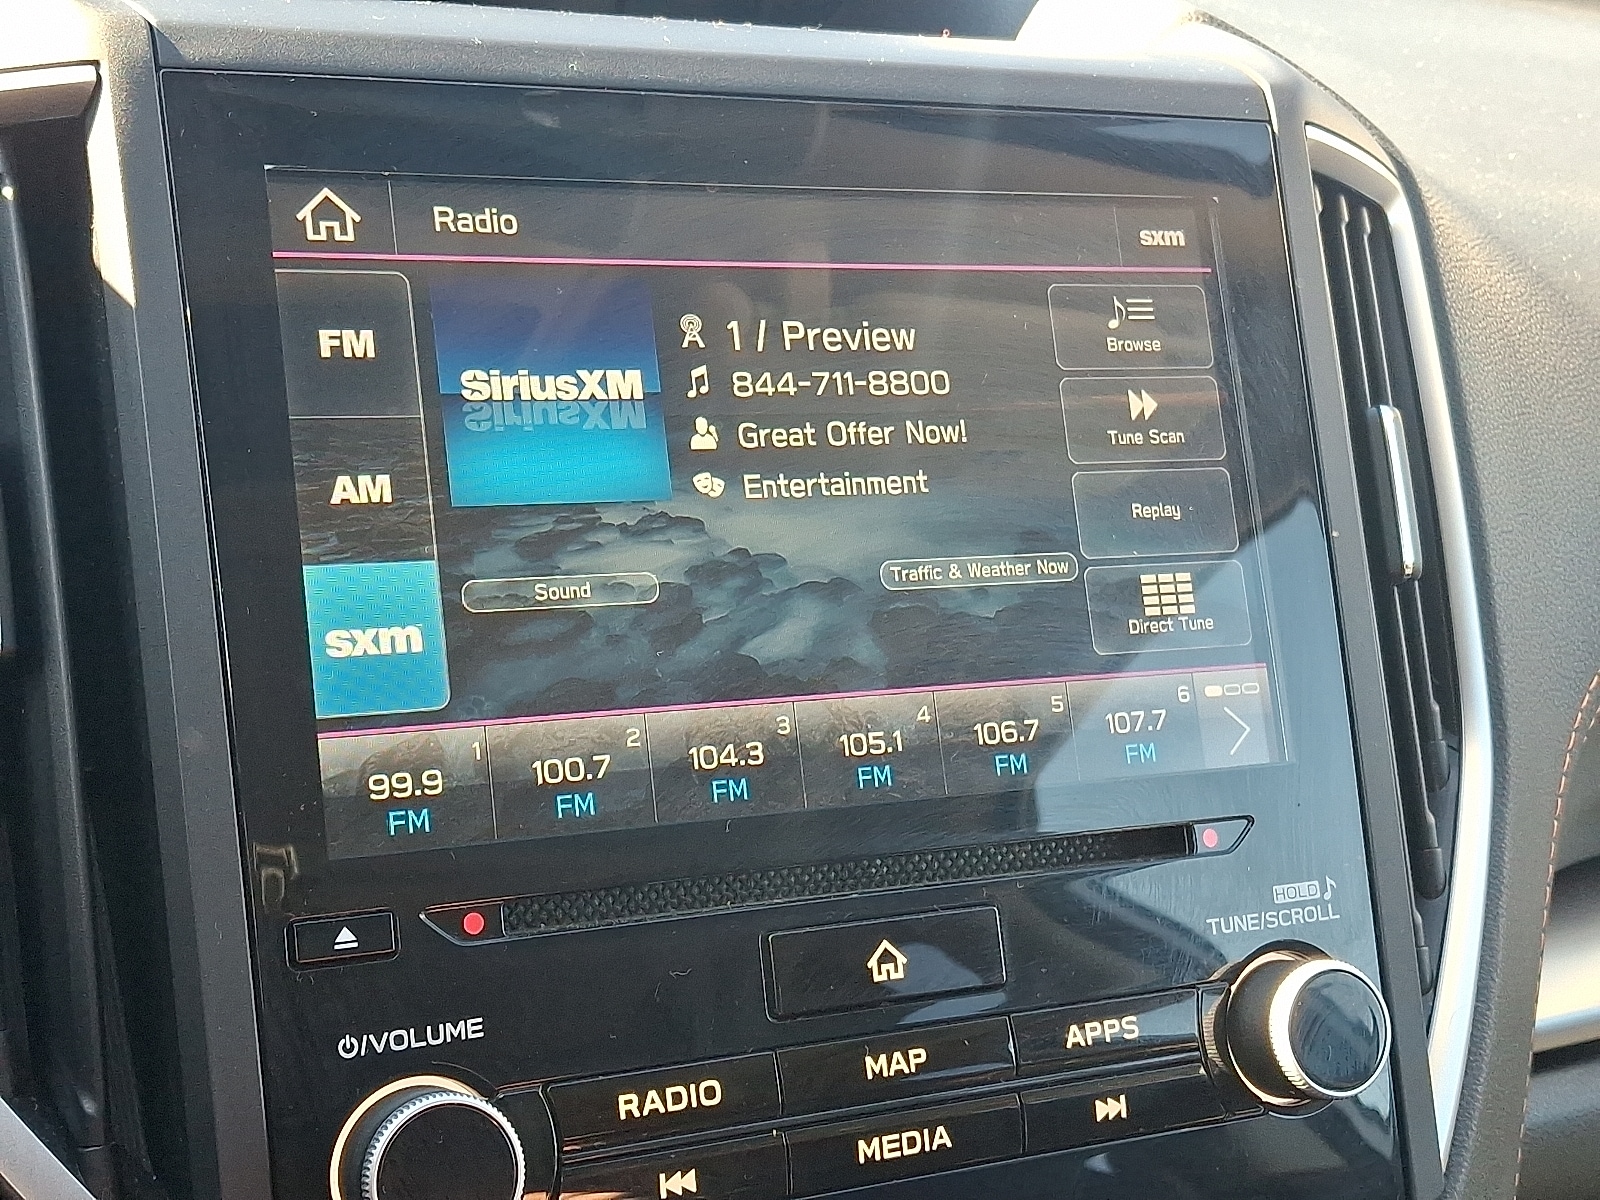 Radio
sxm
FM
AM
sxm
SiriusXM
1 / Preview
844-711-8800
Great Offer Now!
Entertainment
Browse
Tune Scan
Replay
Direct Tune
Sound
Traffic & Weather Now
1
99.9
FM
2
100.7
FM
3
104.3
FM
4
105.1
FM
5
106.7
FM
6
107.7
FM
HOLD
TUNE/SCROLL
/VOLUME
RADIO
MAP
APPS
MEDIA